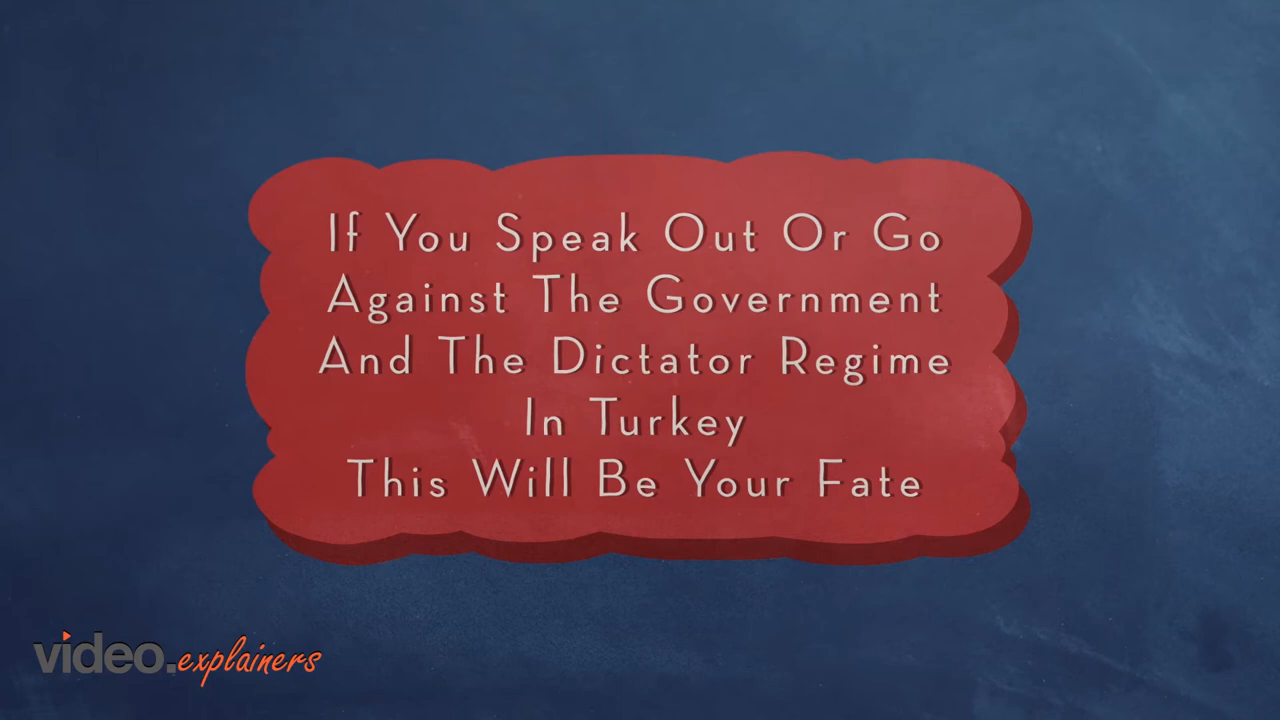 If You Speak Out Or Go
Against The Government
And The Dictator Regime
In Turkey
This Will Be Your Fate
video.explainers